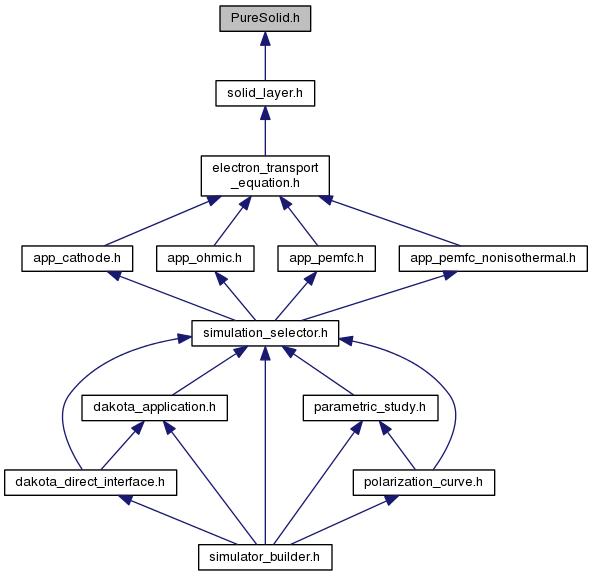 PureSolid.h
solid_layer.h
electron_transport
_equation.h
app_cathode.h
app_ohmic.h
app_pemfc.h
app_pemfc_nonisothermal.h
simulation_selector.h
dakota_application.h
parametric_study.h
dakota_direct_interface.h
polarization_curve.h
simulator_builder.h